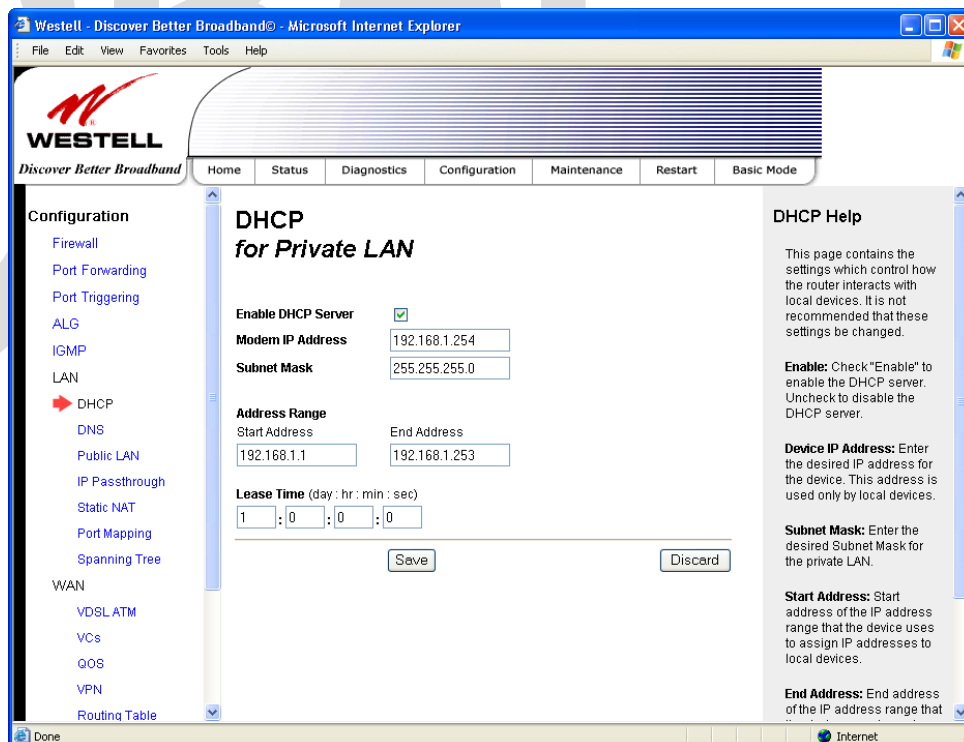 Westell - Discover Better Broadband© - Microsoft Internet Explorer
File Edit View Favorites Tools Help
WESTELL
Discover Better Broadband
Home Status Diagnostics Configuration Maintenance Restart Basic Mode
Configuration
Firewall
Port Forwarding
Port Triggering
ALG
IGMP
LAN
DHCP
DNS
Public LAN
IP Passthrough
Static NAT
Port Mapping
Spanning Tree
WAN
VDSL ATM
VCs
QOS
VPN
Routing Table
DHCP
for Private LAN
Enable DHCP Server
Modem IP Address 192.168.1.254
Subnet Mask 255.255.255.0
Address Range
Start Address End Address
192.168.1.1 192.168.1.253
Lease Time (day : hr : min : sec)
1 : 0 : 0 : 0
Save Discard
DHCP Help
This page contains the
settings which control how
the router interacts with
local devices. It is not
recommended that these
settings be changed.
Enable: Check "Enable" to
enable the DHCP server.
Uncheck to disable the
DHCP server.
Device IP Address: Enter
the desired IP address for
the device. This address is
used only by local devices.
Subnet Mask: Enter the
desired Subnet Mask for
the private LAN.
Start Address: Start
address of the IP address
range that the device uses
to assign IP addresses to
local devices.
End Address: End address
of the IP address range that
Done Internet